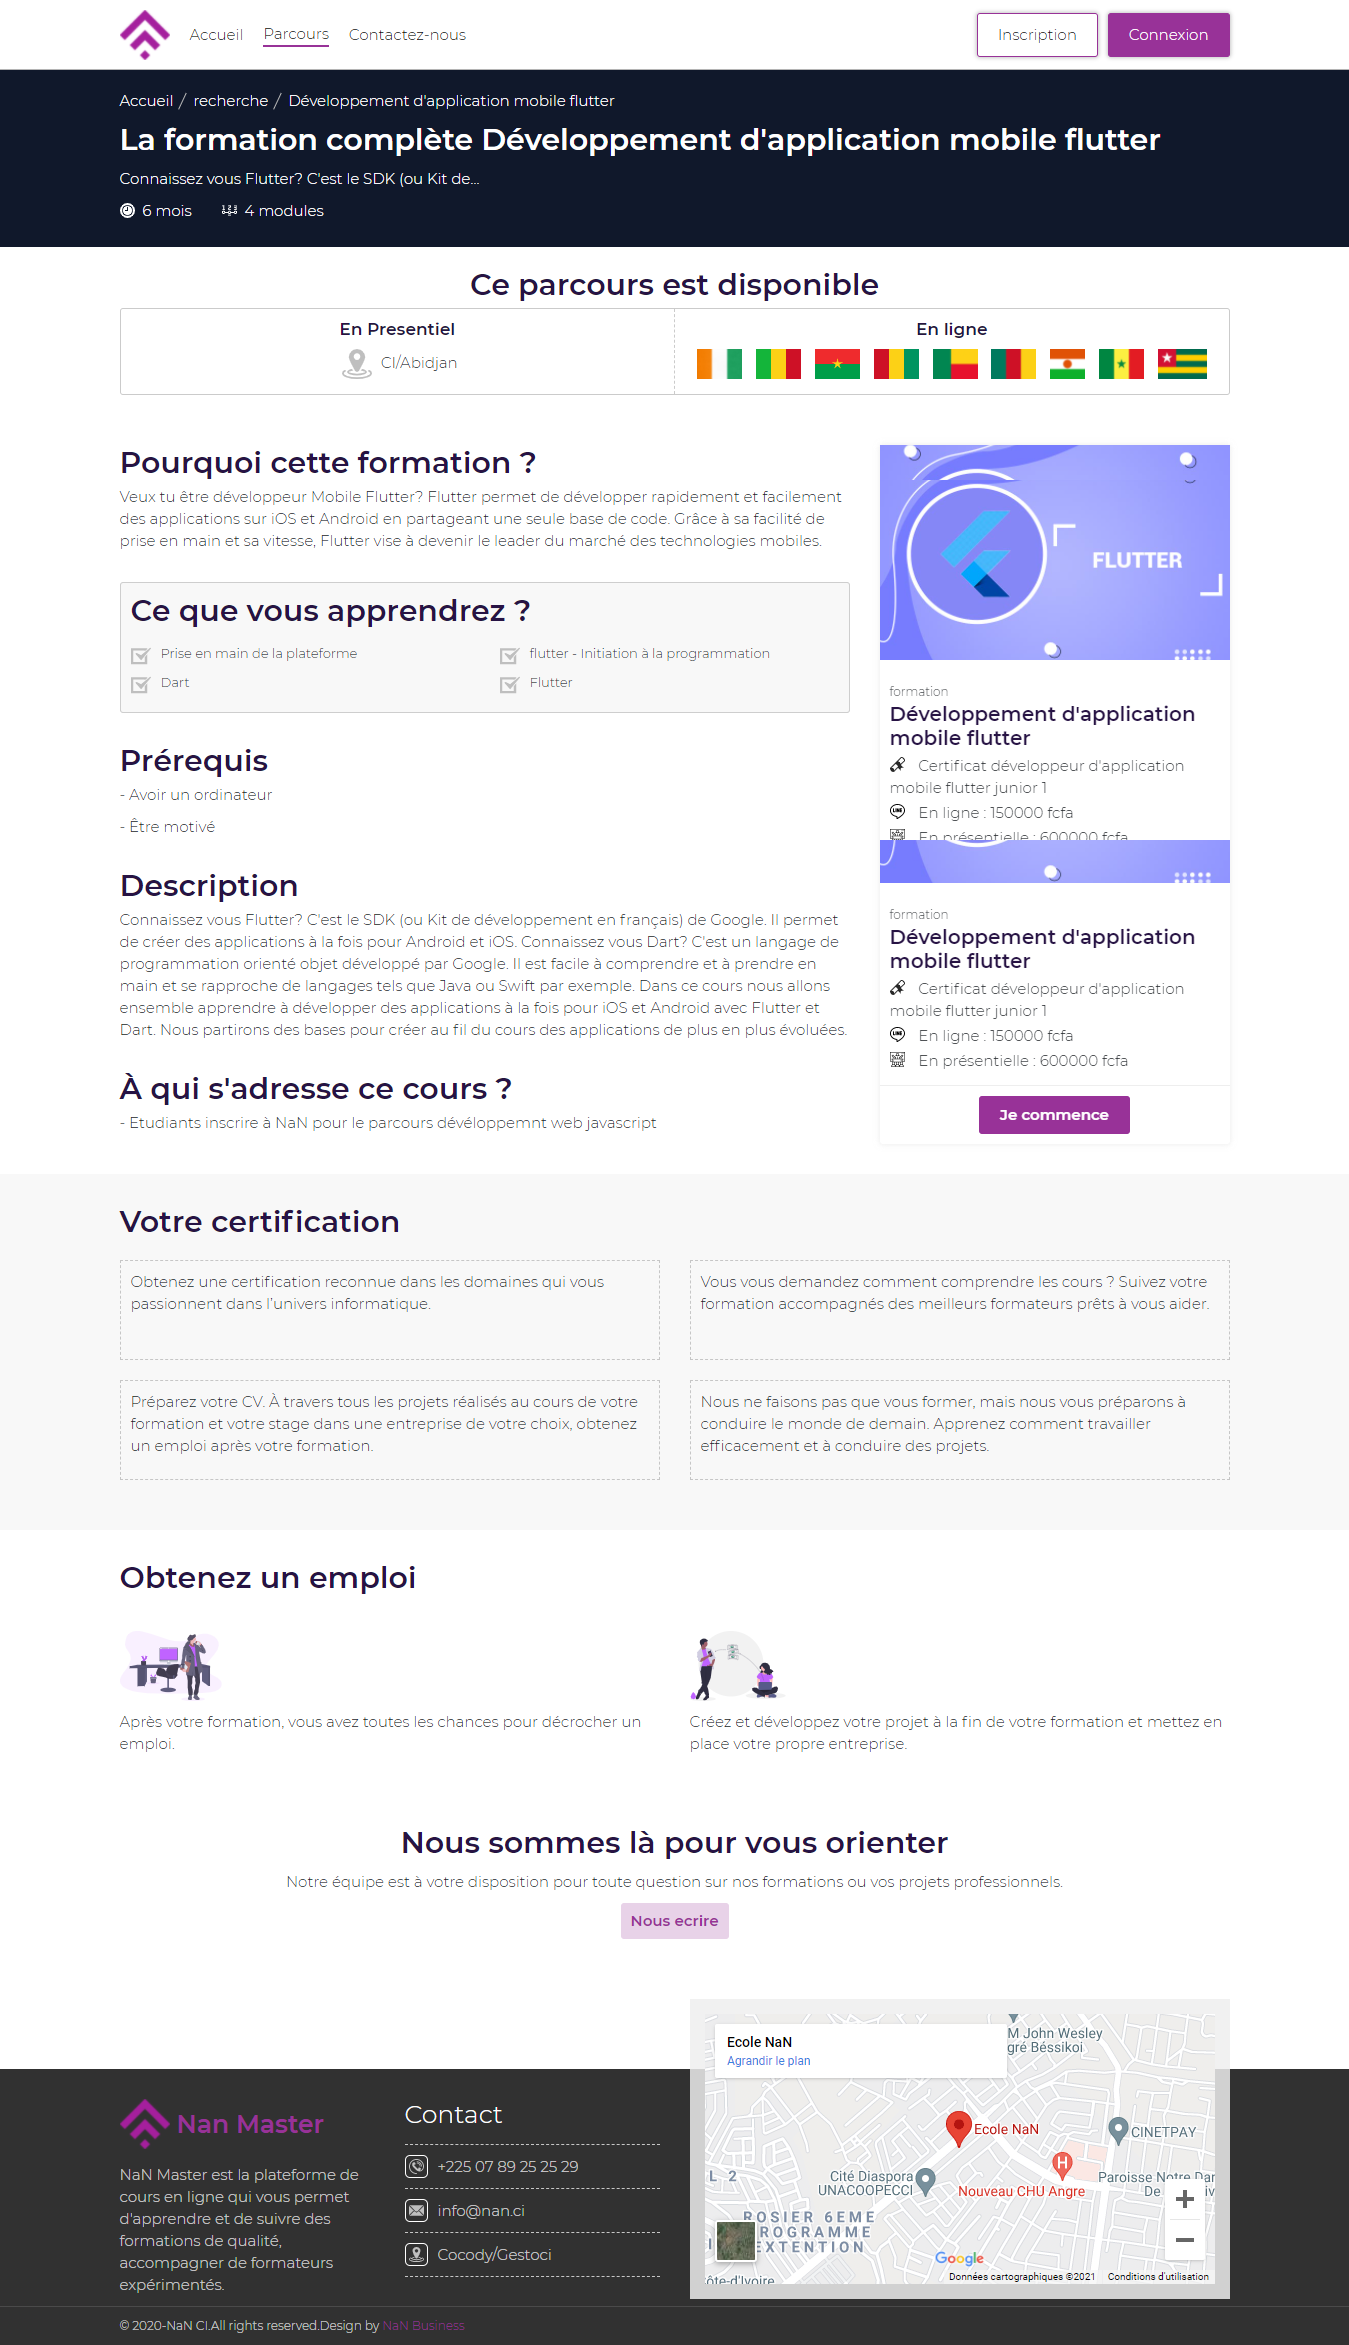 Accueil
Parcours
Contactez-nous
Inscription
Connexion
Accueil / recherche / Développement d'application mobile flutter
La formation complète Développement d'application mobile flutter
Connaissez vous Flutter? C'est le SDK (ou Kit de...
6 mois
4 modules
Ce parcours est disponible
En Presentiel
CI/Abidjan
En ligne
Pourquoi cette formation ?
Veux tu être développeur Mobile Flutter? Flutter permet de développer rapidement et facilement
des applications sur iOS et Android en partageant une seule base de code. Grâce à sa facilité de
prise en main et sa vitesse, Flutter vise à devenir le leader du marché des technologies mobiles.
Ce que vous apprendrez ?
Prise en main de la plateforme
flutter - Initiation à la programmation
Dart
Flutter
Prérequis
- Avoir un ordinateur
- Être motivé
Description
Connaissez vous Flutter? C'est le SDK (ou Kit de développement en français) de Google. Il permet
de créer des applications à la fois pour Android et iOS. Connaissez vous Dart? C'est un langage de
programmation orienté objet développé par Google. Il est facile à comprendre et à prendre en
main et se rapproche de langages tels que Java ou Swift par exemple. Dans ce cours nous allons
ensemble apprendre à développer des applications à la fois pour iOS et Android avec Flutter et
Dart. Nous partirons des bases pour créer au fil du cours des applications de plus en plus évoluées.
À qui s'adresse ce cours ?
- Etudiants inscrire à NaN pour le parcours dévéloppemnt web javascript
FLUTTER
formation
Développement d'application
mobile flutter
Certificat développeur d'application
mobile flutter junior 1
En ligne : 150000 fcfa
En présentielle : 600000 fcfa
formation
Développement d'application
mobile flutter
Certificat développeur d'application
mobile flutter junior 1
En ligne : 150000 fcfa
En présentielle : 600000 fcfa
Je commence
Votre certification
Obtenez une certification reconnue dans les domaines qui vous
passionnent dans l'univers informatique.
Vous vous demandez comment comprendre les cours ? Suivez votre
formation accompagnés des meilleurs formateurs prêts à vous aider.
Préparez votre CV. À travers tous les projets réalisés au cours de votre
formation et votre stage dans une entreprise de votre choix, obtenez
un emploi après votre formation.
Nous ne faisons pas que vous former, mais nous vous préparons à
conduire le monde de demain. Apprenez comment travailler
efficacement et à conduire des projets.
Obtenez un emploi
Après votre formation, vous avez toutes les chances pour décrocher un
emploi.
Créez et développez votre projet à la fin de votre formation et mettez en
place votre propre entreprise.
Nous sommes là pour vous orienter
Notre équipe est à votre disposition pour toute question sur nos formations ou vos projets professionnels.
Nous ecrire
Nan Master
NaN Master est la plateforme de
cours en ligne qui vous permet
d'apprendre et de suivre des
formations de qualité,
accompagner de formateurs
expérimentés.
Contact
+225 07 89 25 25 29
info@nan.ci
Cocody/Gestoci
Ecole NaN
Agrandir le plan
M John Wesley
gré Béssikoi
Ecole NaN
CINETPAY
H
Nouveau CHU Angre
Cité Diaspora
UNACOOPECCI
L 2
Paroisse Notre Dar
De
iv
ROSIER 6EME
ROGRAMME
EXTENTION
ôte-d'Ivoire
Google
Données cartographiques ©2021
Conditions d'utilisation
© 2020-NaN CI.All rights reserved.Design by NaN Business